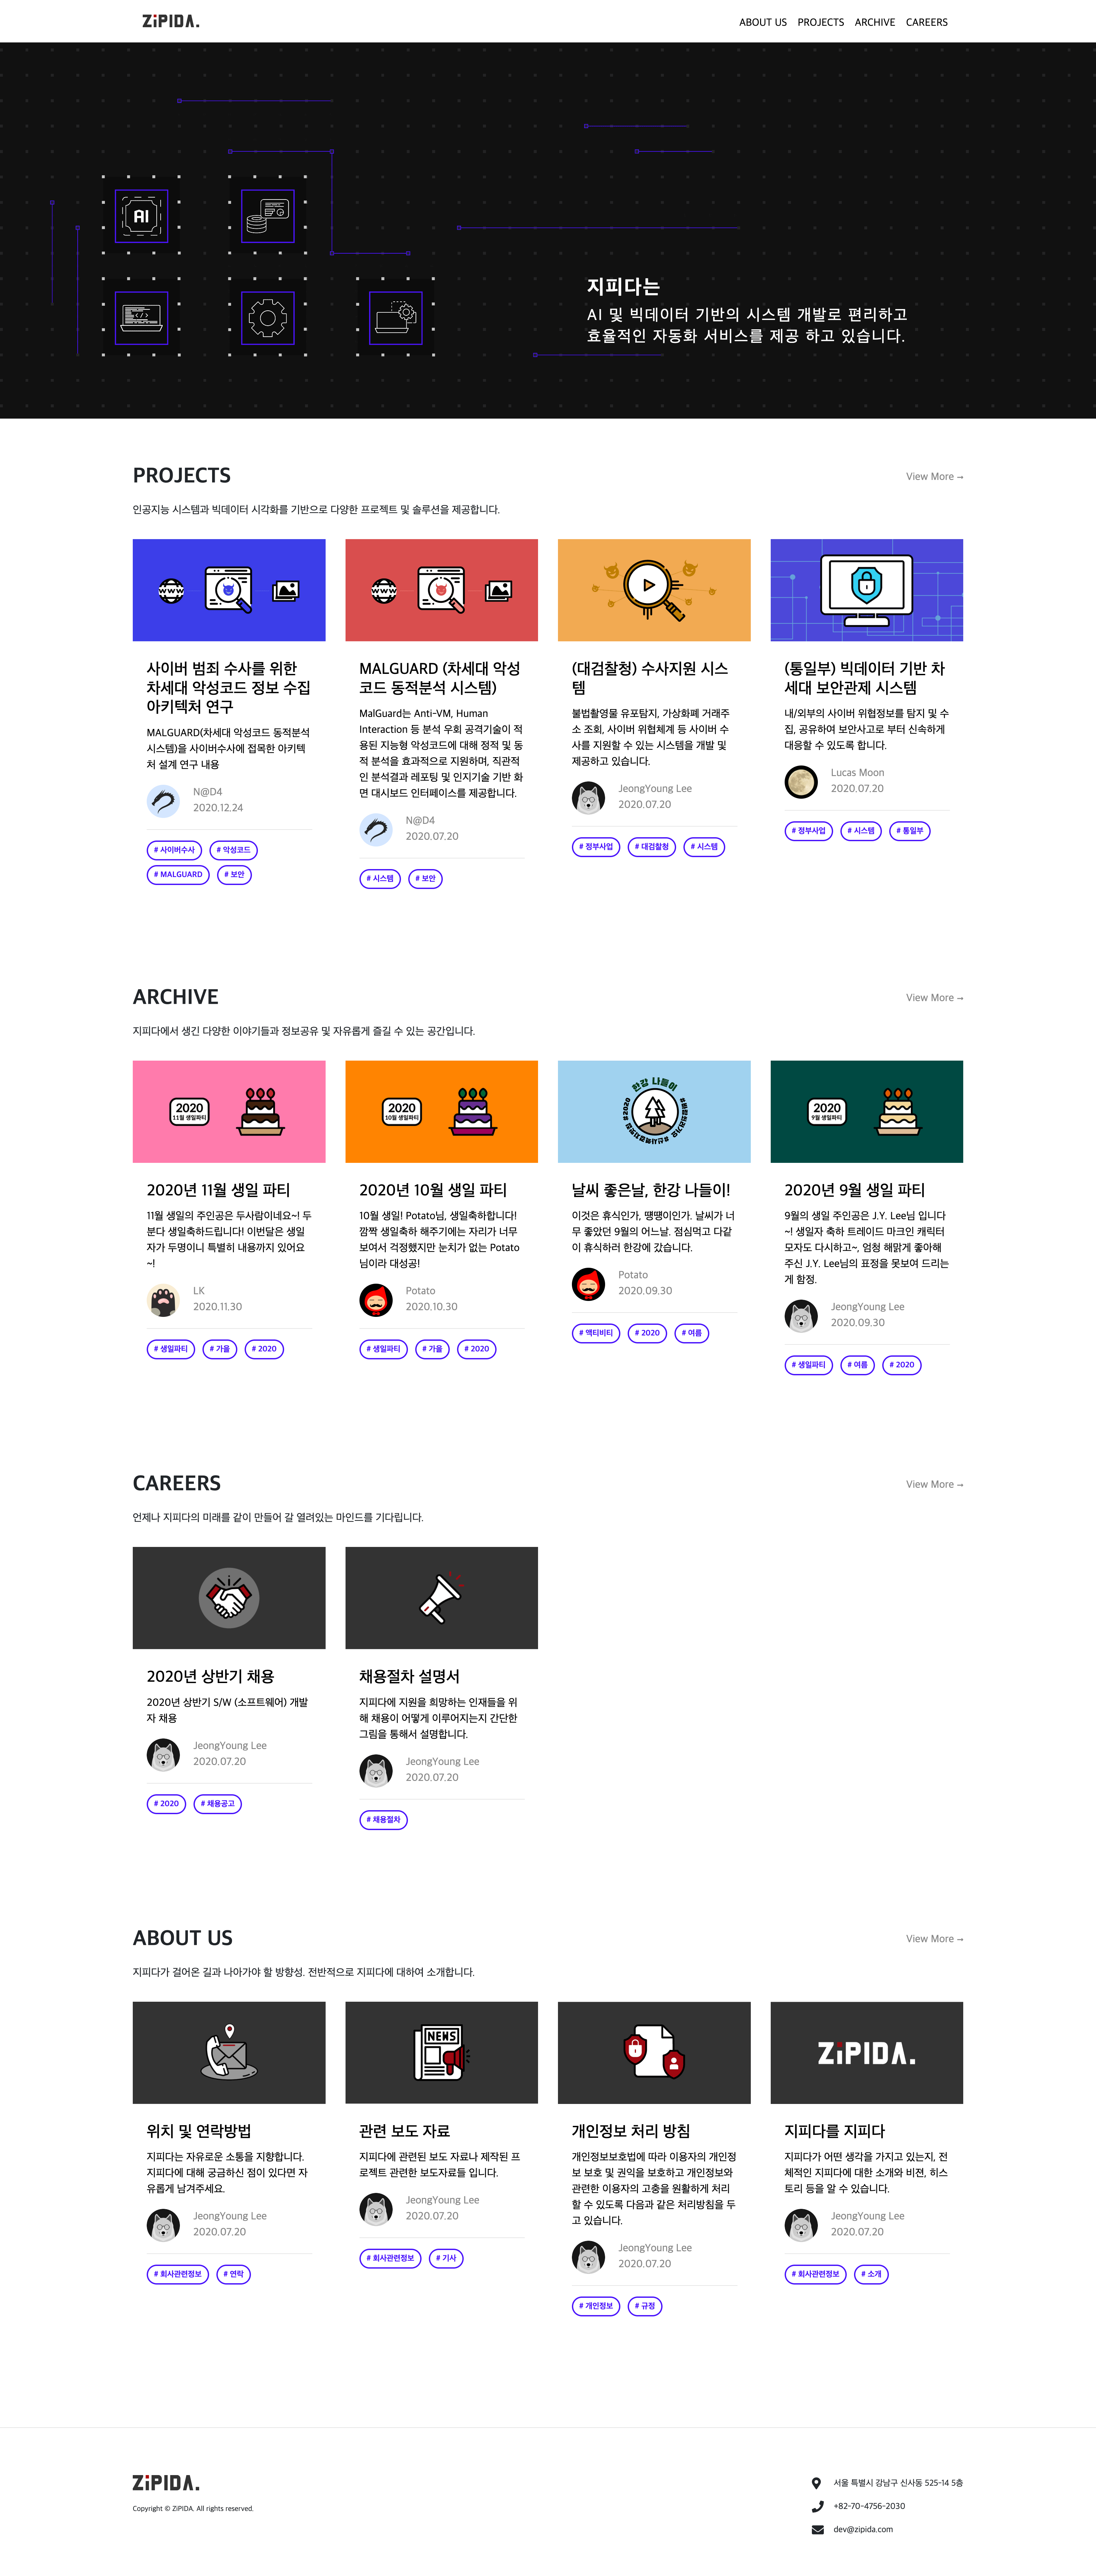 ZiPIDA.
ABOUT US PROJECTS ARCHIVE CAREERS
AI
지피다는
AI 및 빅데이터 기반의 시스템 개발로 편리하고
효율적인 자동화 서비스를 제공 하고 있습니다.
PROJECTS
View More →
인공지능 시스템과 빅데이터 시각화를 기반으로 다양한 프로젝트 및 솔루션을 제공합니다.
WWW
사이버 범죄 수사를 위한
차세대 악성코드 정보 수집
아키텍처 연구
MALGUARD(차세대 악성코드 동적분석
시스템)을 사이버수사에 접목한 아키텍
처 설계 연구 내용
N@D4
2020.12.24
# 사이버수사 # 악성코드
# MALGUARD # 보안
WWW
MALGUARD (차세대 악성
코드 동적분석 시스템)
MalGuard는 Anti-VM, Human
Interaction 등 분석 우회 공격기술이 적
용된 지능형 악성코드에 대해 정적 및 동
적 분석을 효과적으로 지원하며, 직관적
인 분석결과 레포팅 및 인지기술 기반 화
면 대시보드 인터페이스를 제공합니다.
N@D4
2020.07.20
# 시스템 # 보안
(대검찰청) 수사지원 시스
템
불법촬영물 유포탐지, 가상화폐 거래주
소 조회, 사이버 위협체계 등 사이버 수
사를 지원할 수 있는 시스템을 개발 및
제공하고 있습니다.
JeongYoung Lee
2020.07.20
# 정부사업 # 대검찰청 # 시스템
(통일부) 빅데이터 기반 차
세대 보안관제 시스템
내/외부의 사이버 위협정보를 탐지 및 수
집, 공유하여 보안사고로 부터 신속하게
대응할 수 있도록 합니다.
Lucas Moon
2020.07.20
# 정부사업 # 시스템 # 통일부
ARCHIVE
View More →
지피다에서 생긴 다양한 이야기들과 정보공유 및 자유롭게 즐길 수 있는 공간입니다.
2020
11월 생일파티
2020년 11월 생일 파티
11월 생일의 주인공은 두사람이네요~! 두
분다 생일축하드립니다! 이번달은 생일
자가 두명이니 특별히 내용까지 있어요
~!
LK
2020.11.30
# 생일파티 # 가을 # 2020
2020
10월 생일파티
2020년 10월 생일 파티
10월 생일! Potato님, 생일축하합니다!
깜짝 생일축하 해주기에는 자리가 너무
보여서 걱정했지만 눈치가 없는 Potato
님이라 대성공!
Potato
2020.10.30
# 생일파티 # 가을 # 2020
한강 나들이
#2020
날씨 좋은날, 한강 나들이!
이것은 휴식인가, 땡땡이인가. 날씨가 너
무 좋았던 9월의 어느날. 점심먹고 다같
이 휴식하러 한강에 갔습니다.
Potato
2020.09.30
# 액티비티 # 2020 # 여름
2020
9월 생일파티
2020년 9월 생일 파티
9월의 생일 주인공은 J.Y. Lee님 입니다
~! 생일자 축하 트레이드 마크인 캐릭터
모자도 다시하고~, 엄청 해맑게 좋아해
주신 J.Y. Lee님의 표정을 못보여 드리는
게 함정.
JeongYoung Lee
2020.09.30
# 생일파티 # 여름 # 2020
CAREERS
View More →
언제나 지피다의 미래를 같이 만들어 갈 열려있는 마인드를 기다립니다.
2020년 상반기 채용
2020년 상반기 S/W (소프트웨어) 개발
자 채용
JeongYoung Lee
2020.07.20
# 2020 # 채용공고
채용절차 설명서
지피다에 지원을 희망하는 인재들을 위
해 채용이 어떻게 이루어지는지 간단한
그림을 통해서 설명합니다.
JeongYoung Lee
2020.07.20
# 채용절차
ABOUT US
View More →
지피다가 걸어온 길과 나아가야 할 방향성. 전반적으로 지피다에 대하여 소개합니다.
위치 및 연락방법
지피다는 자유로운 소통을 지향합니다.
지피다에 대해 궁금하신 점이 있다면 자
유롭게 남겨주세요.
JeongYoung Lee
2020.07.20
# 회사관련정보 # 연락
NEWS
관련 보도 자료
지피다에 관련된 보도 자료나 제작된 프
로젝트 관련한 보도자료들 입니다.
JeongYoung Lee
2020.07.20
# 회사관련정보 # 기사
개인정보 처리 방침
개인정보보호법에 따라 이용자의 개인정
보 보호 및 권익을 보호하고 개인정보와
관련한 이용자의 고충을 원활하게 처리
할 수 있도록 다음과 같은 처리방침을 두
고 있습니다.
JeongYoung Lee
2020.07.20
# 개인정보 # 규정
ZiPIDA.
지피다를 지피다
지피다가 어떤 생각을 가지고 있는지, 전
체적인 지피다에 대한 소개와 비젼, 히스
토리 등을 알 수 있습니다.
JeongYoung Lee
2020.07.20
# 회사관련정보 # 소개
ZiPIDA.
Copyright © ZiPIDA. All rights reserved.
서울 특별시 강남구 신사동 525-14 5층
+82-70-4756-2030
dev@zipida.com